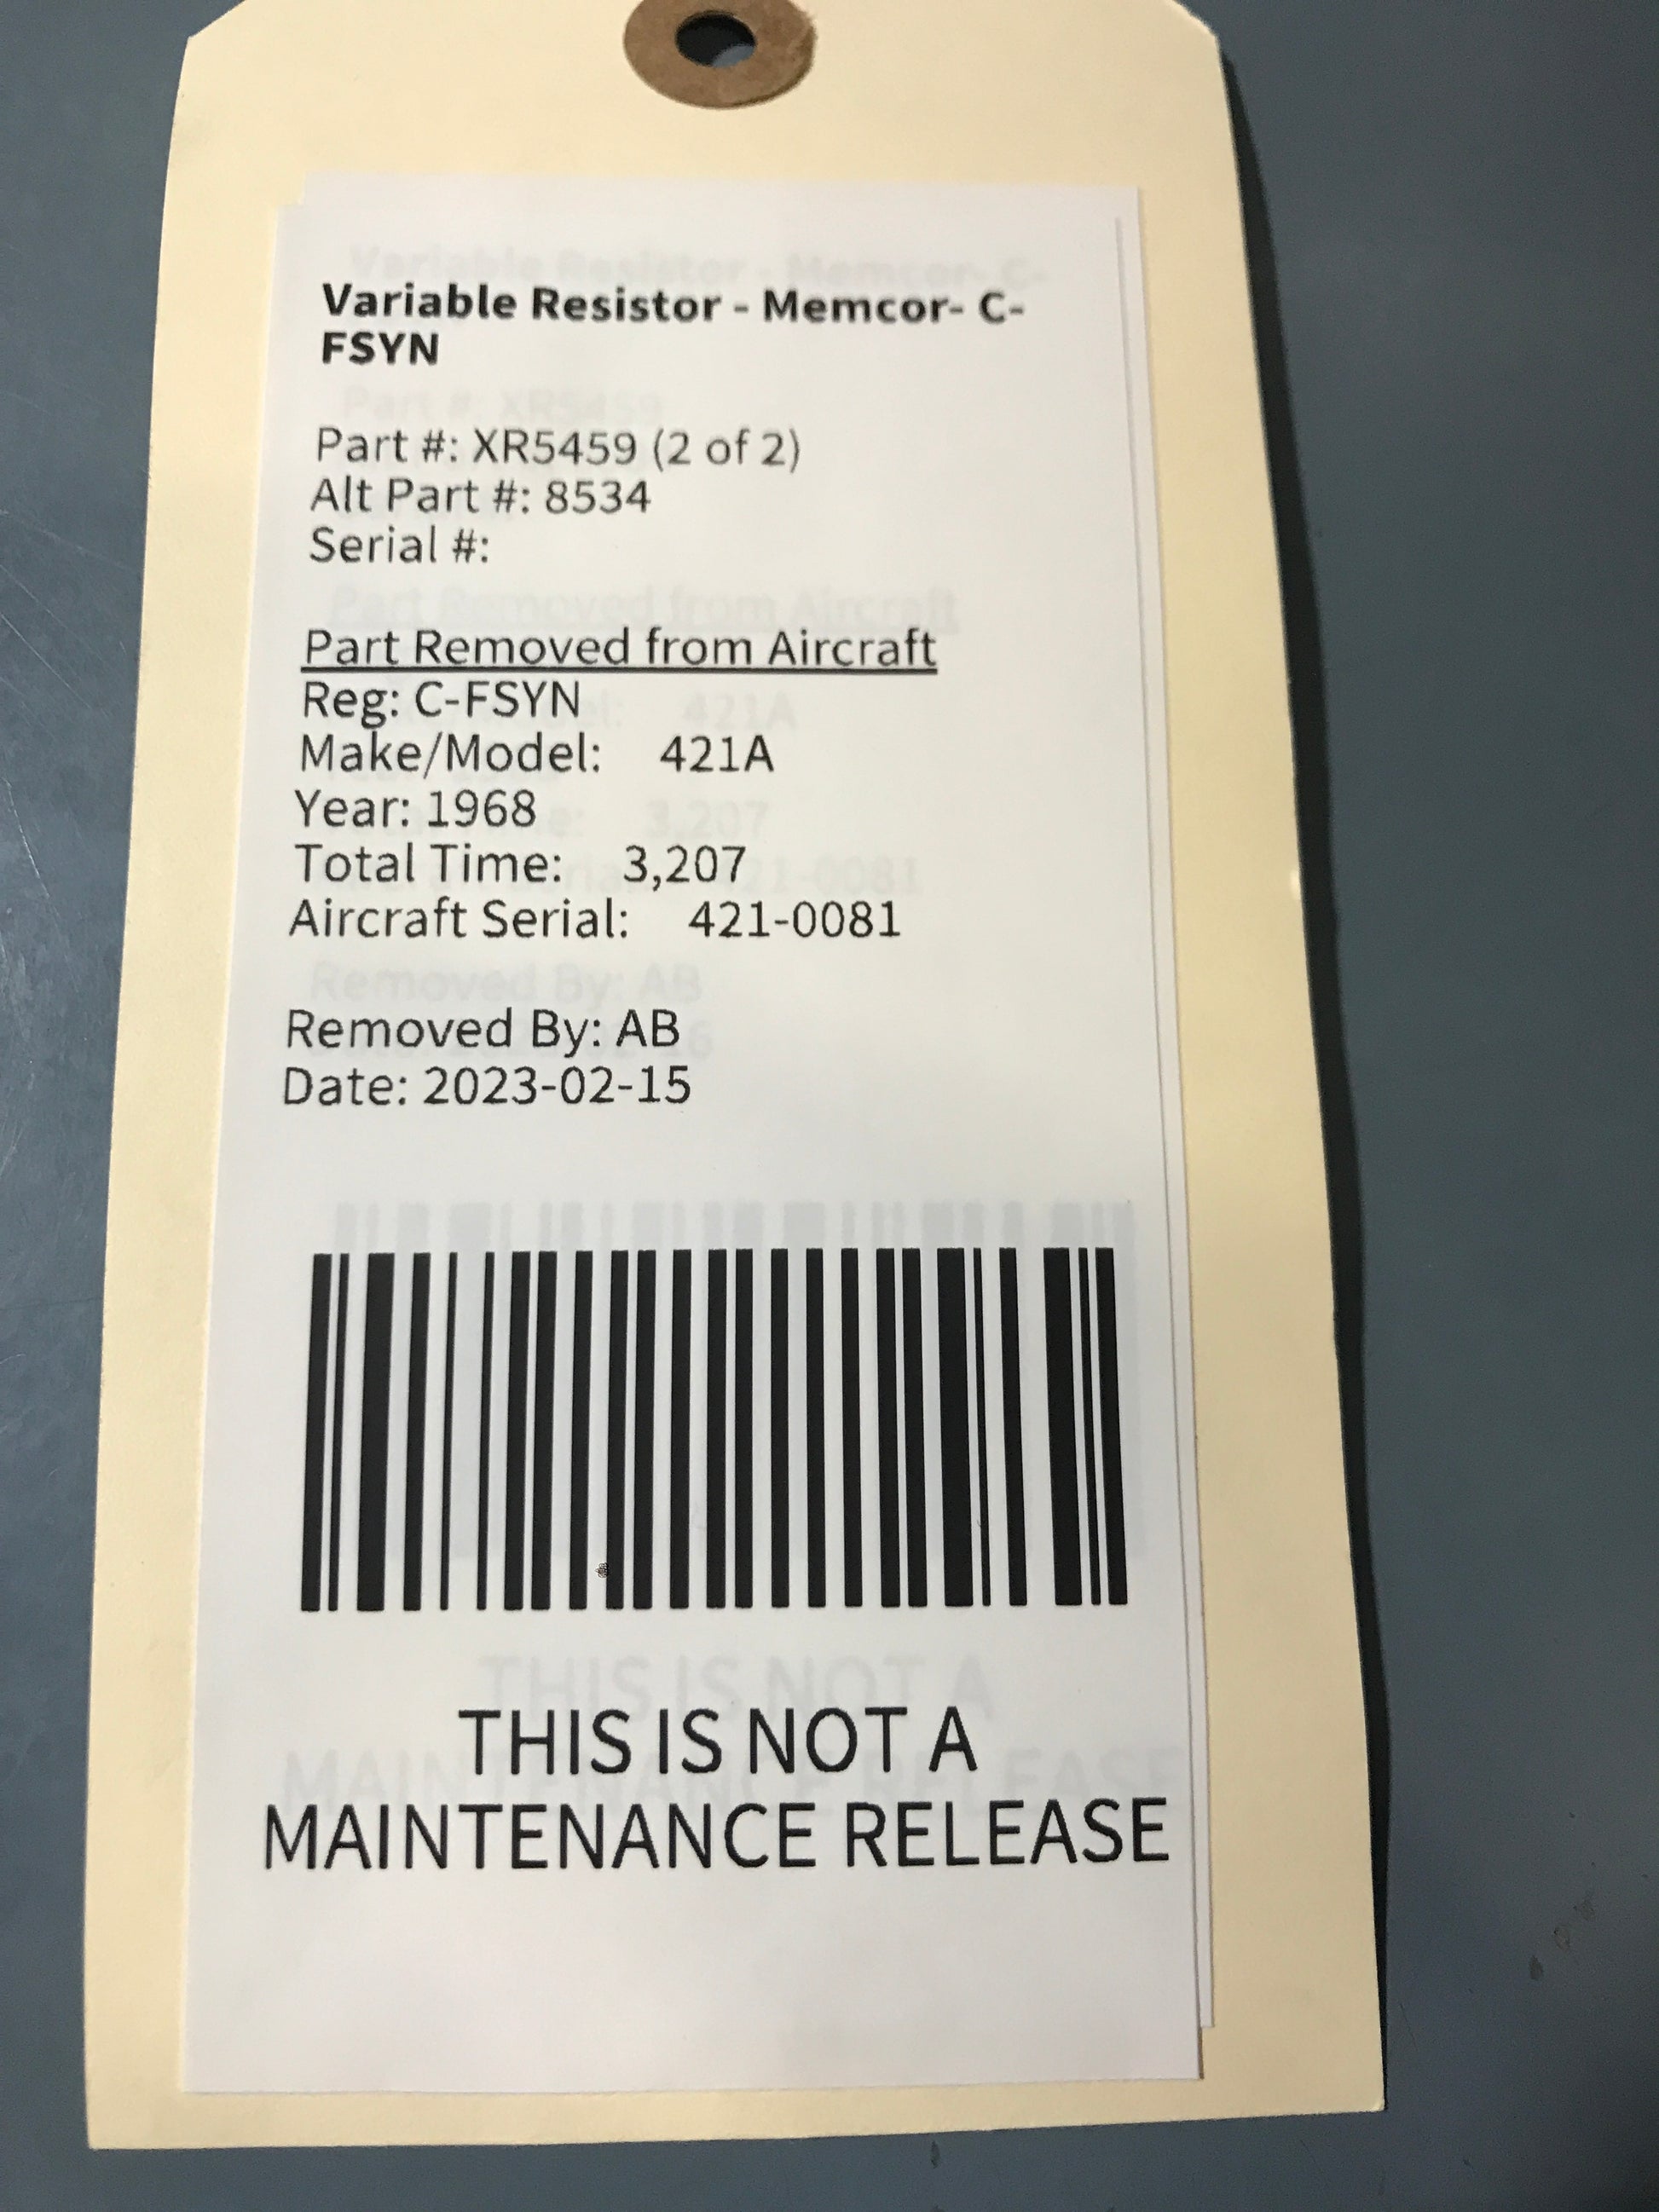 Variable Resistor - Memcor- C-
FSYN
Part #: XR5459 (2 of 2)
Alt Part #: 8534
Serial #:
Part Removed from Aircraft
Reg: C-FSYN
Make/Model: 421A
Year: 1968
Total Time: 3,207
Aircraft Serial: 421-0081
Removed By: AB
Date: 2023-02-15
THIS IS NOT A
MAINTENANCE RELEASE